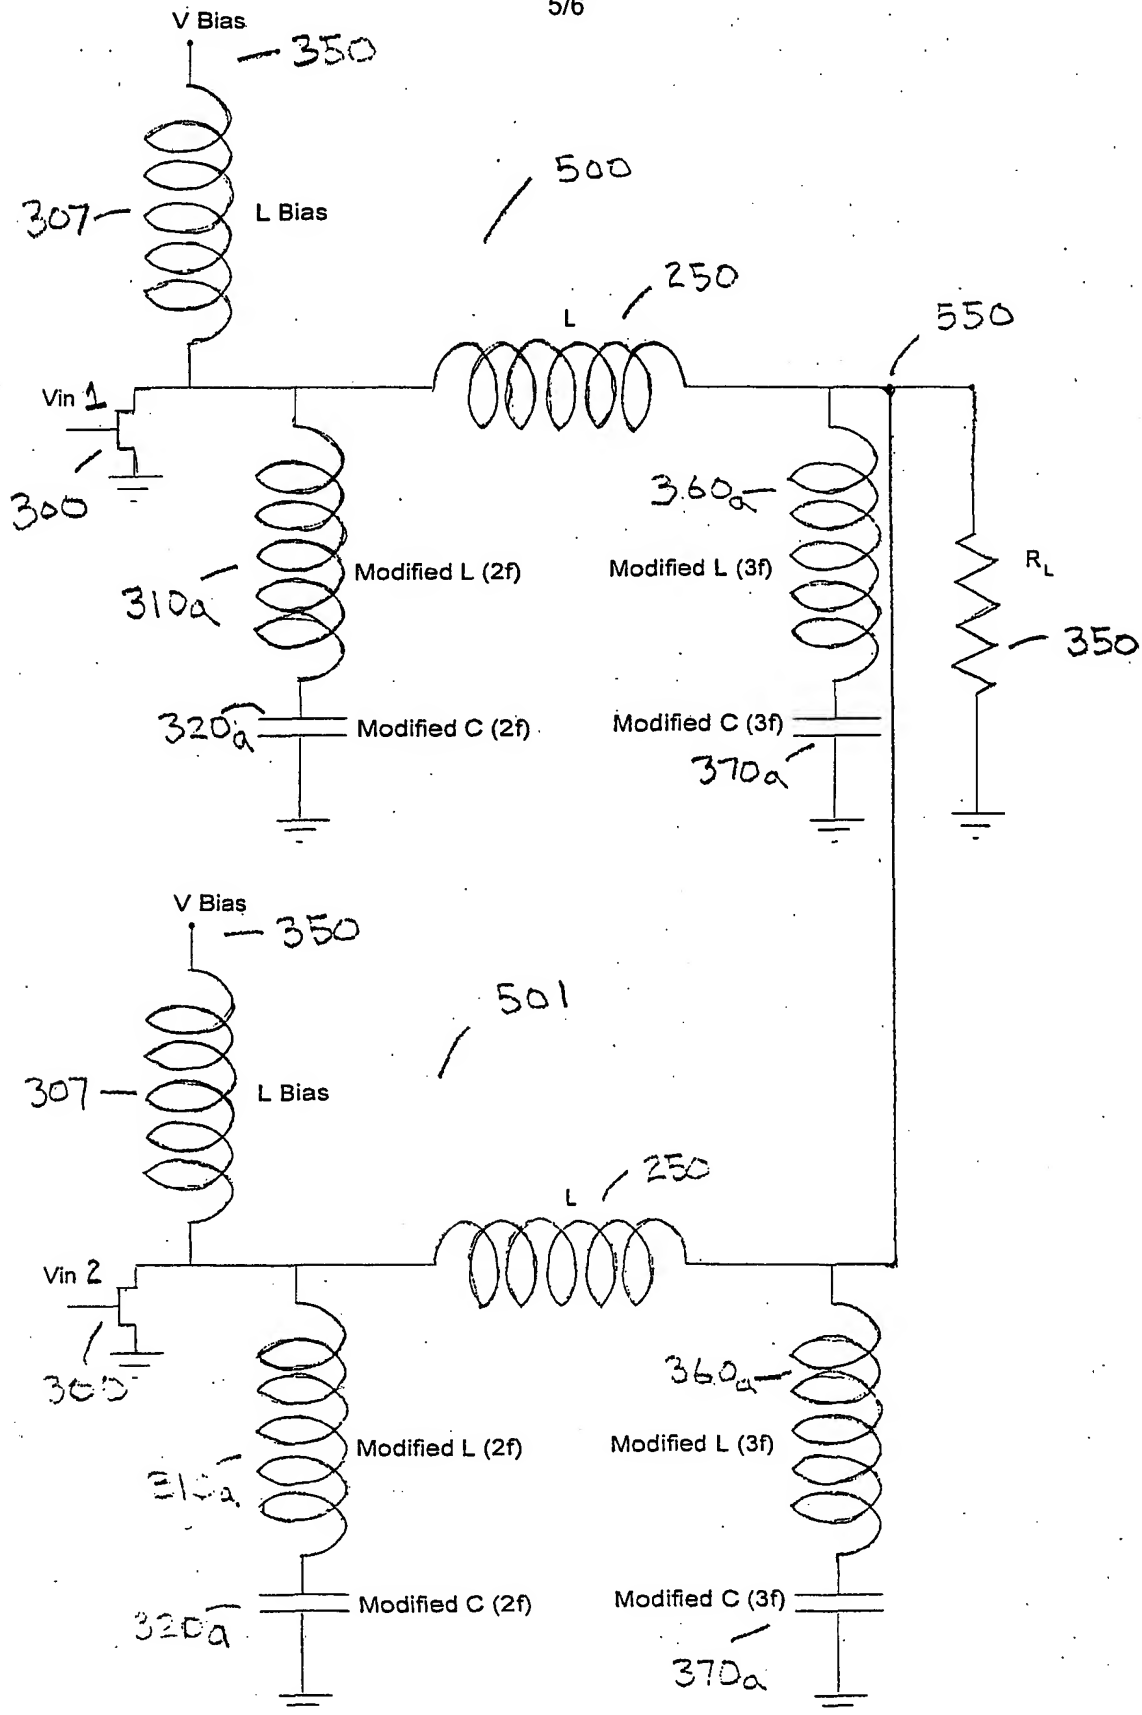 5/6
V Bias
350
307
L Bias
500
250
L
550
Vin 1
300
360a
310a
Modified L (2f)
Modified L (3f)
RL
350
320a
Modified C (2f)
Modified C (3f)
370a
V Bias
350
501
307
L Bias
250
L
Vin 2
300
360a
310a
Modified L (2f)
Modified L (3f)
320a
Modified C (2f)
Modified C (3f)
370a